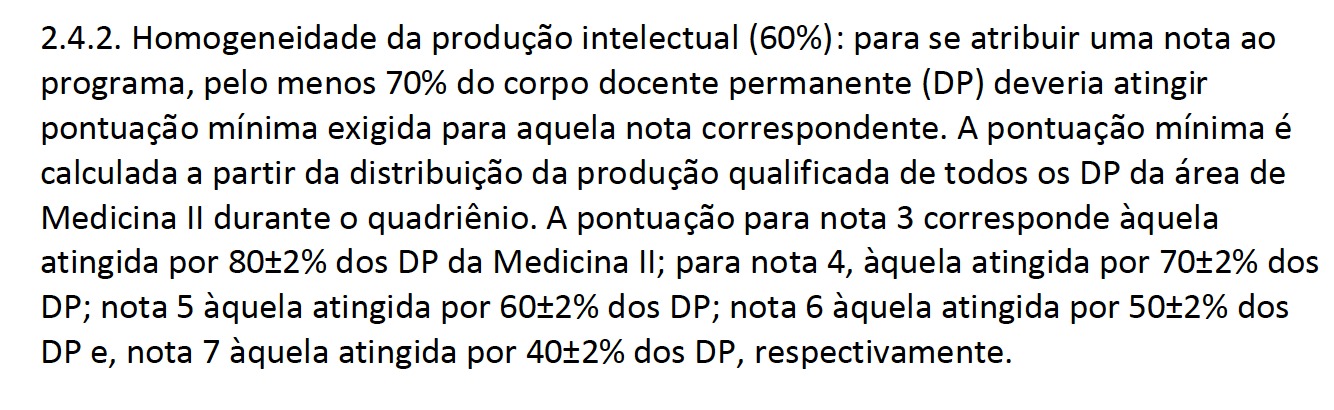 2.4.2. Homogeneidade da produção intelectual (60%): para se atribuir uma nota ao
programa, pelo menos 70% do corpo docente permanente (DP) deveria atingir
pontuação mínima exigida para aquela nota correspondente. A pontuação mínima é
calculada a partir da distribuição da produção qualificada de todos os DP da área de
Medicina II durante o quadriênio. A pontuação para nota 3 corresponde àquela
atingida por 80±2% dos DP da Medicina II; para nota 4, àquela atingida por 70±2% dos
DP; nota 5 àquela atingida por 60±2% dos DP; nota 6 àquela atingida por 50±2% dos
DP e, nota 7 àquela atingida por 40±2% dos DP, respectivamente.